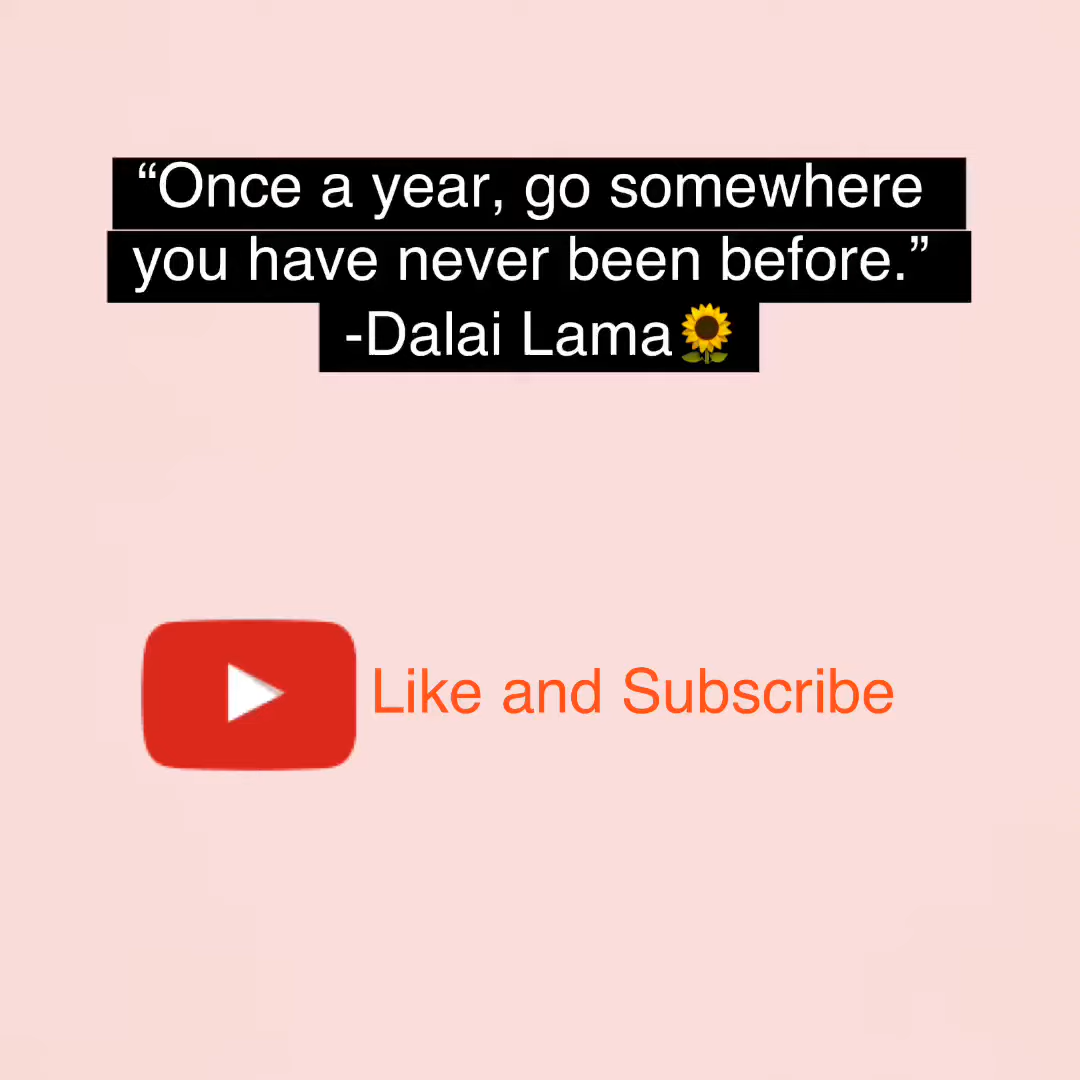 “Once a year, go somewhere
you have never been before.”
-Dalai Lama🌻
Like and Subscribe